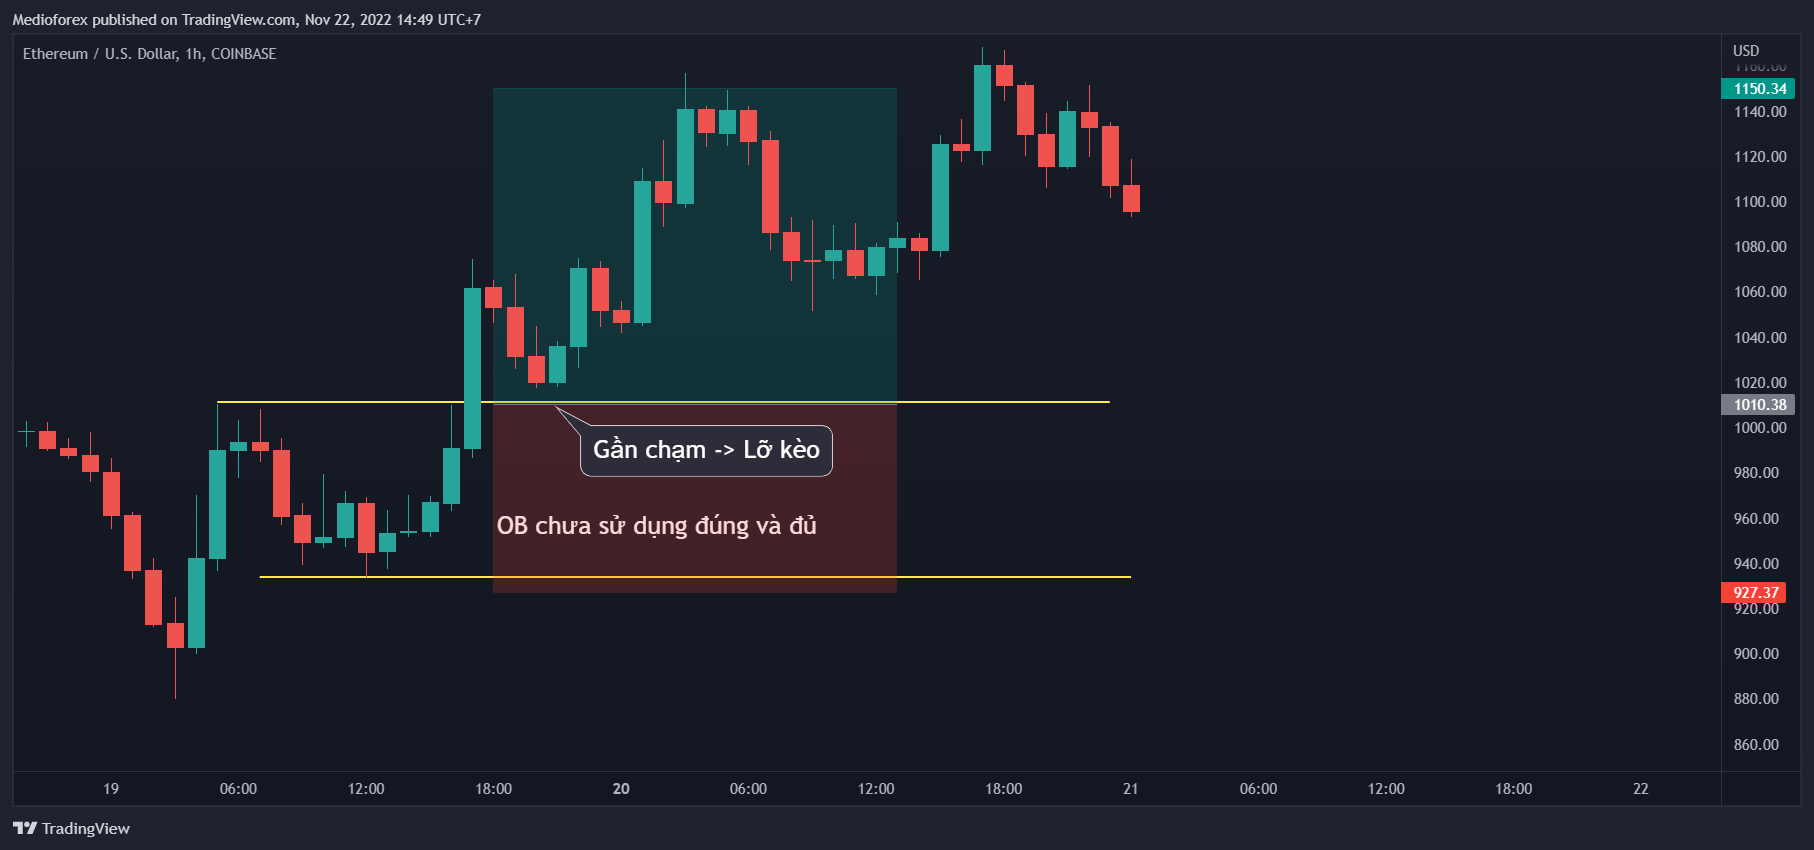 Medioforex published on TradingView.com, Nov 22, 2022 14:49 UTC+7
Ethereum / U.S. Dollar, 1h, COINBASE
USD
1160.00
1150.34
1140.00
1120.00
1100.00
1080.00
1060.00
1040.00
1020.00
1010.38
1000.00
Gần chạm -> Lỡ kèo
980.00
OB chưa sử dụng đúng và đủ
960.00
940.00
927.37
920.00
900.00
880.00
860.00
19 06:00 12:00 18:00 20 06:00 12:00 18:00 21 06:00 12:00 18:00 22
TradingView